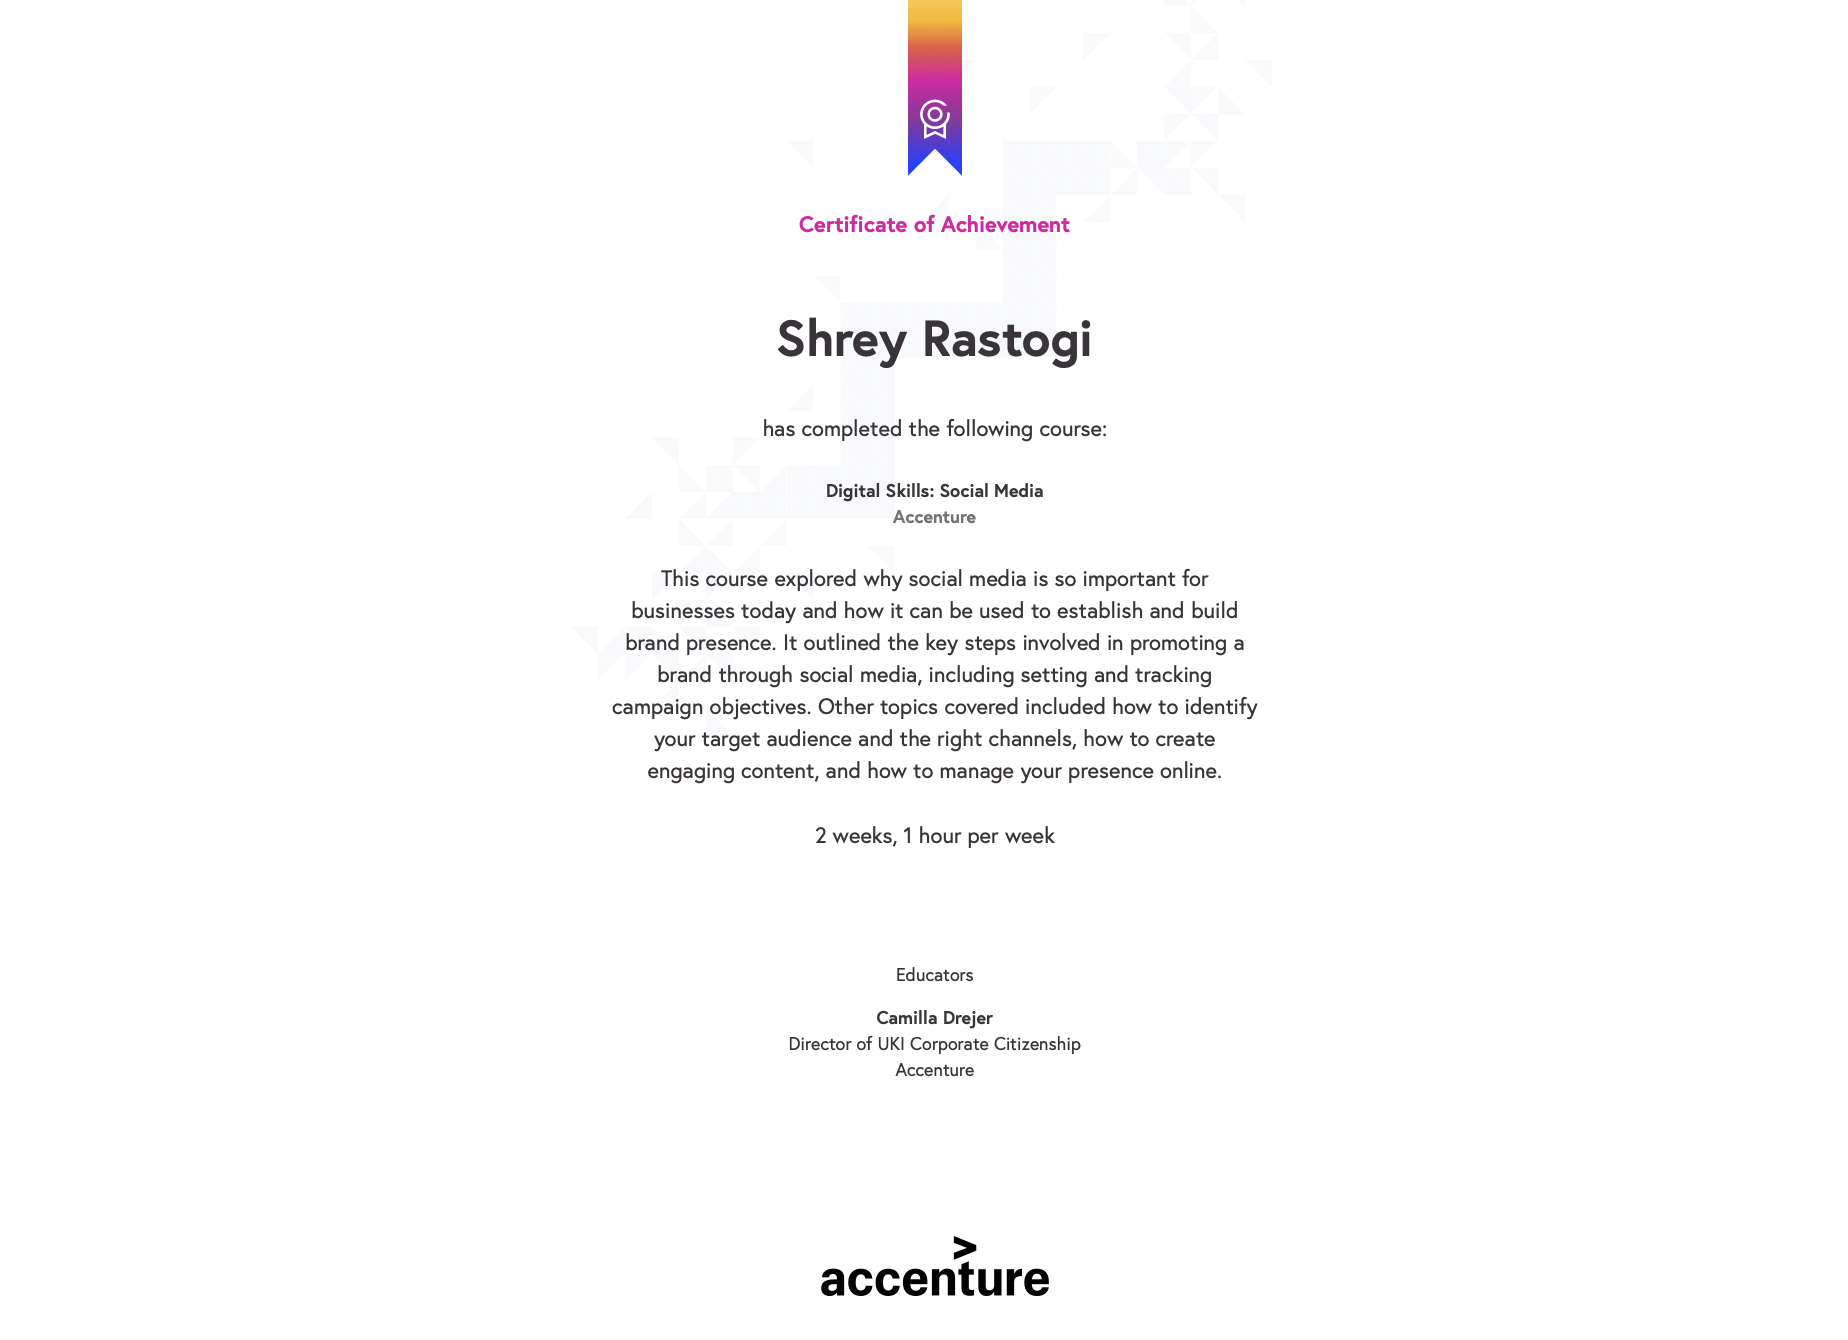 Certificate of Achievement
Shrey Rastogi
has completed the following course:
Digital Skills: Social Media
Accenture
This course explored why social media is so important for
businesses today and how it can be used to establish and build
brand presence. It outlined the key steps involved in promoting a
brand through social media, including setting and tracking
campaign objectives. Other topics covered included how to identify
your target audience and the right channels, how to create
engaging content, and how to manage your presence online.
2 weeks, 1 hour per week
Educators
Camilla Drejer
Director of UKI Corporate Citizenship
Accenture
accenture